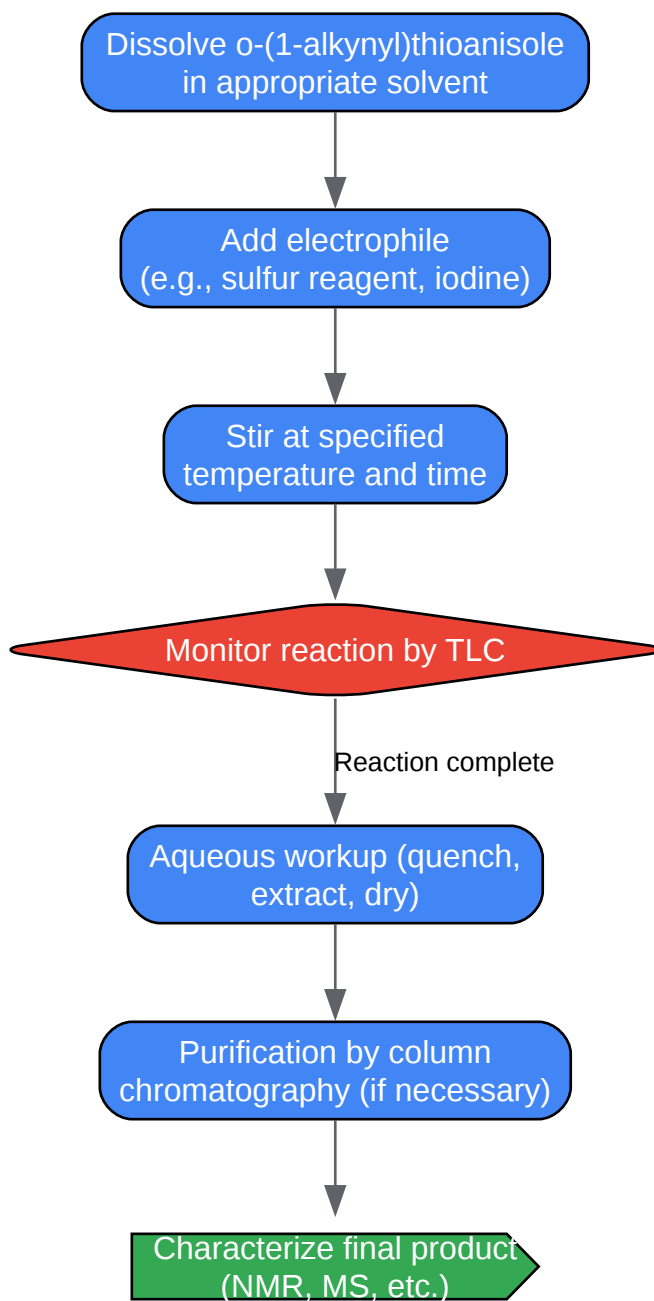 Dissolve o-(1-alkynyl)thioanisole
in appropriate solvent
Add electrophile
(e.g., sulfur reagent, iodine)
Stir at specified
temperature and time
Monitor reaction by TLC
Reaction complete
Aqueous workup (quench,
extract, dry)
Purification by column
chromatography (if necessary)
Characterize final product
(NMR, MS, etc.)